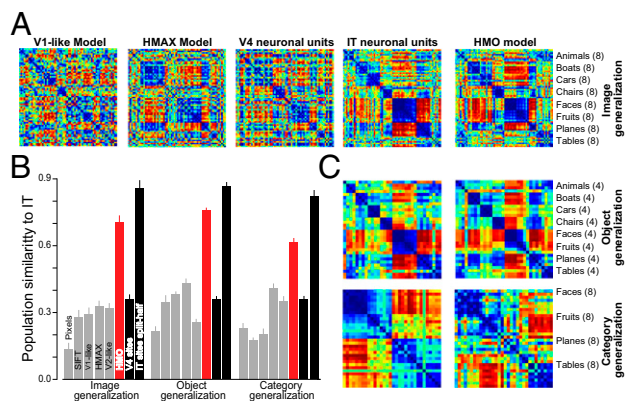 A
V1-like Model
HMAX Model
V4 neuronal units
IT neuronal units
HMO model
Animals (8)
Boats (8)
Cars (8)
Chairs (8)
Faces (8)
Fruits (8)
Planes (8)
Tables (8)
Image
generalization
B
Population similarity to IT
0.9
0.6
0.3
0.0
Pixels
SIFT
V1-like
HMAX
V2-like
HMO
V4 sites
IT sites split-half
Image
generalization
Object
generalization
Category
generalization
C
Animals (4)
Boats (4)
Cars (4)
Chairs (4)
Faces (4)
Fruits (4)
Planes (4)
Tables (4)
Object
generalization
Faces (8)
Fruits (8)
Planes (8)
Tables (8)
Category
generalization